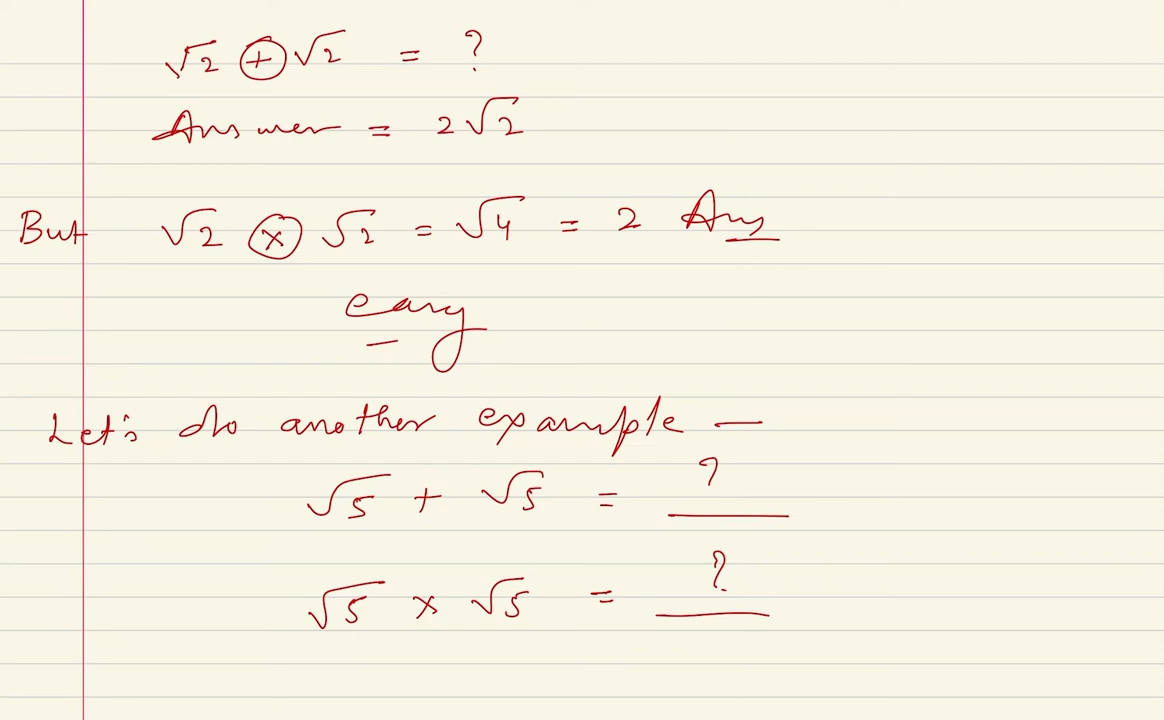 √2 + √2 = ?
Answer = 2√2
But √2 × √2 = √4 = 2 Ans
easy
Let's do another example —
√5 + √5 = ?
√5 × √5 = ?